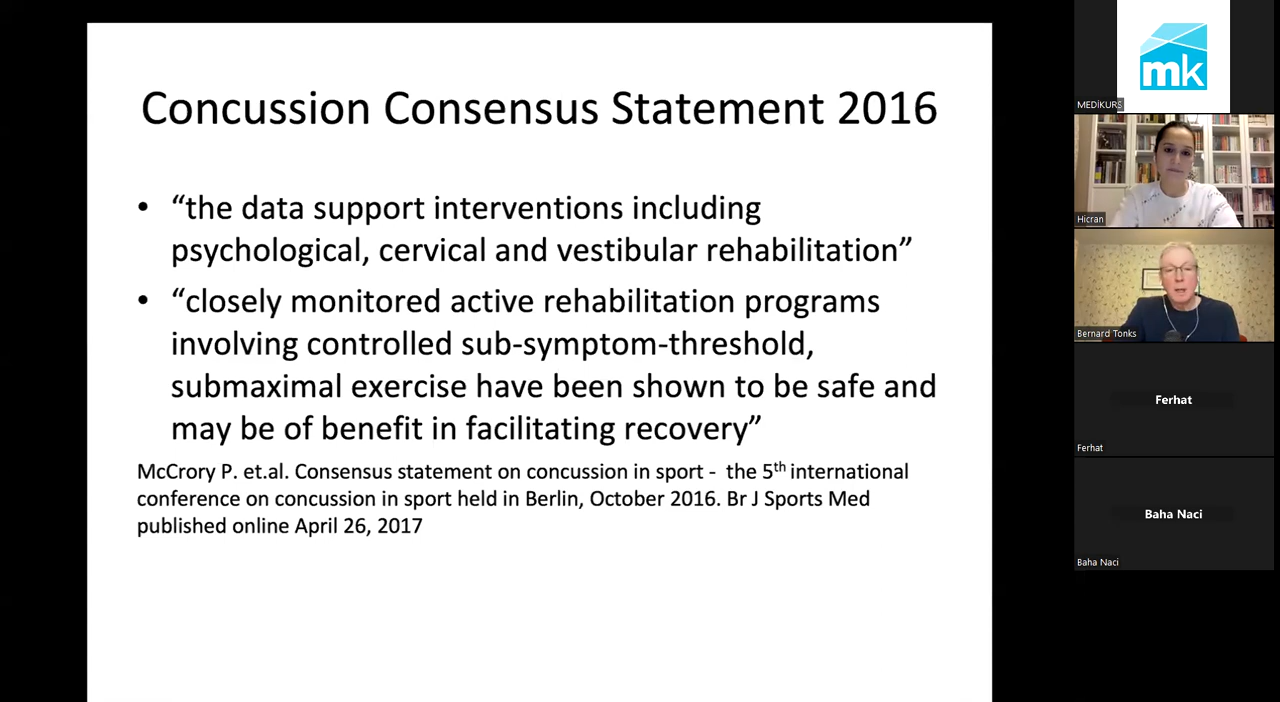 Concussion Consensus Statement 2016
• “the data support interventions including
psychological, cervical and vestibular rehabilitation”
• “closely monitored active rehabilitation programs
involving controlled sub-symptom-threshold,
submaximal exercise have been shown to be safe and
may be of benefit in facilitating recovery”
McCrory P. et.al. Consensus statement on concussion in sport - the 5th international
conference on concussion in sport held in Berlin, October 2016. Br J Sports Med
published online April 26, 2017
mk
MEDİKURS
Hicran
Bernard Tonks
Ferhat
Ferhat
Baha Naci
Baha Naci